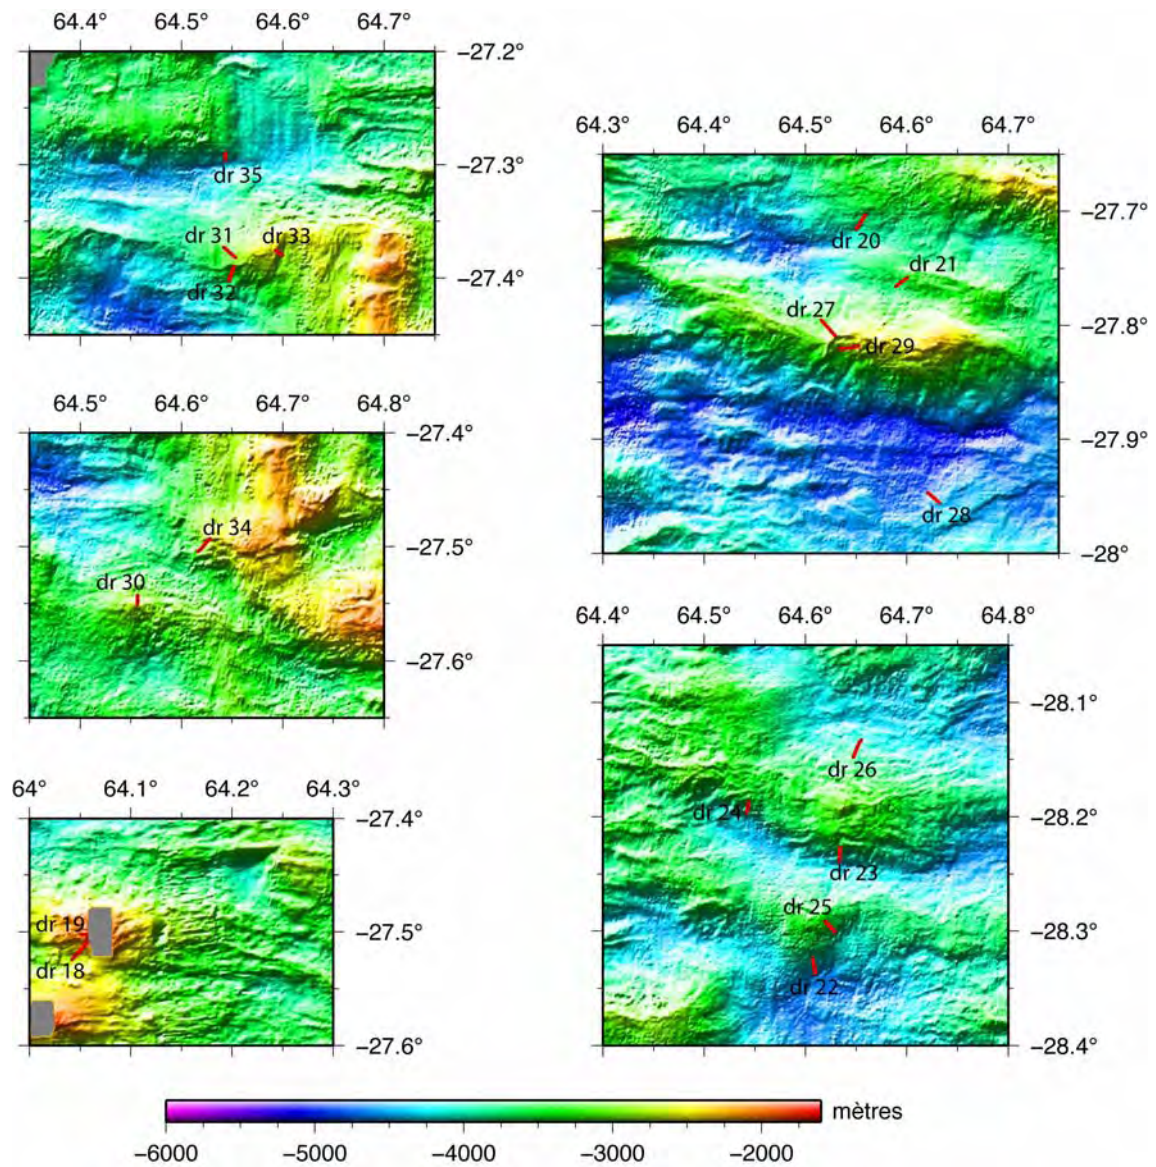 64.4° 64.5° 64.6° 64.7°
−27.2°
−27.3°
−27.4°
dr 35
dr 31 dr 33
dr 32
64.3° 64.4° 64.5° 64.6° 64.7°
−27.7°
−27.8°
−27.9°
−28°
dr 20
dr 21
dr 27
dr 29
dr 28
64.5° 64.6° 64.7° 64.8°
−27.4°
−27.5°
−27.6°
dr 34
dr 30
64.4° 64.5° 64.6° 64.7° 64.8°
−28.1°
−28.2°
−28.3°
−28.4°
dr 26
dr 24
dr 23
dr 25
dr 22
64° 64.1° 64.2° 64.3°
−27.4°
−27.5°
−27.6°
dr 19
dr 18
mètres
−6000 −5000 −4000 −3000 −2000